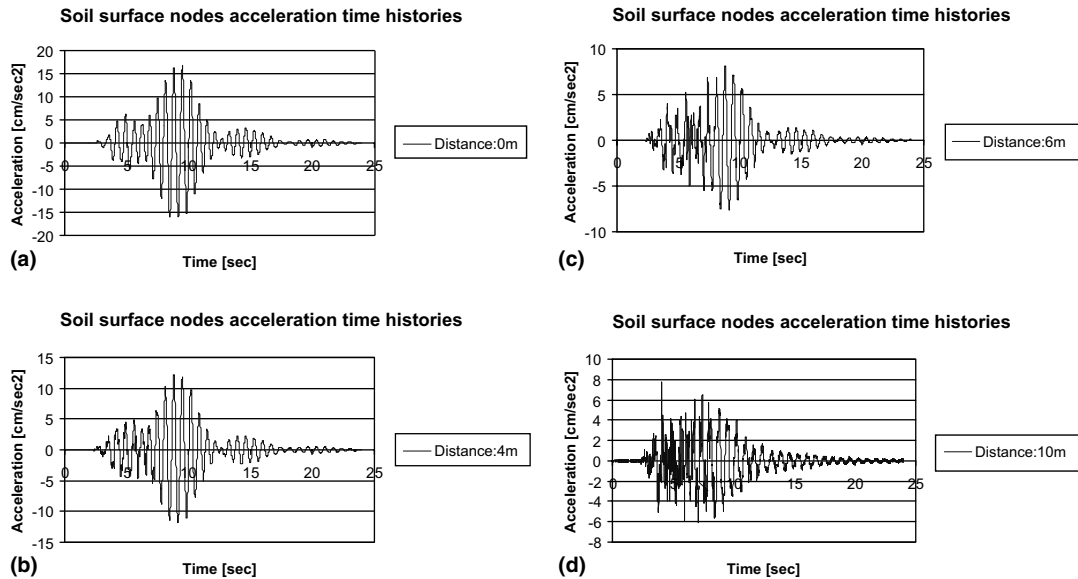 Soil surface nodes acceleration time histories
Acceleration [cm/sec2]
20
15
10
5
0
-5
-10
-15
-20
0 5 10 15 20 25
Distance:0m
(a)
Time [sec]
Soil surface nodes acceleration time histories
Acceleration [cm/sec2]
15
10
5
0
-5
-10
-15
0 5 10 15 20 25
Distance:4m
(b)
Time [sec]
Soil surface nodes acceleration time histories
Acceleration [cm/sec2]
10
5
0
-5
-10
0 5 10 15 20 25
Distance:6m
(c)
Time [sec]
Soil surface nodes acceleration time histories
Acceleration [cm/sec2]
10
8
6
4
2
0
-2
-4
-6
-8
0 5 10 15 20 25
Distance:10m
(d)
Time [sec]